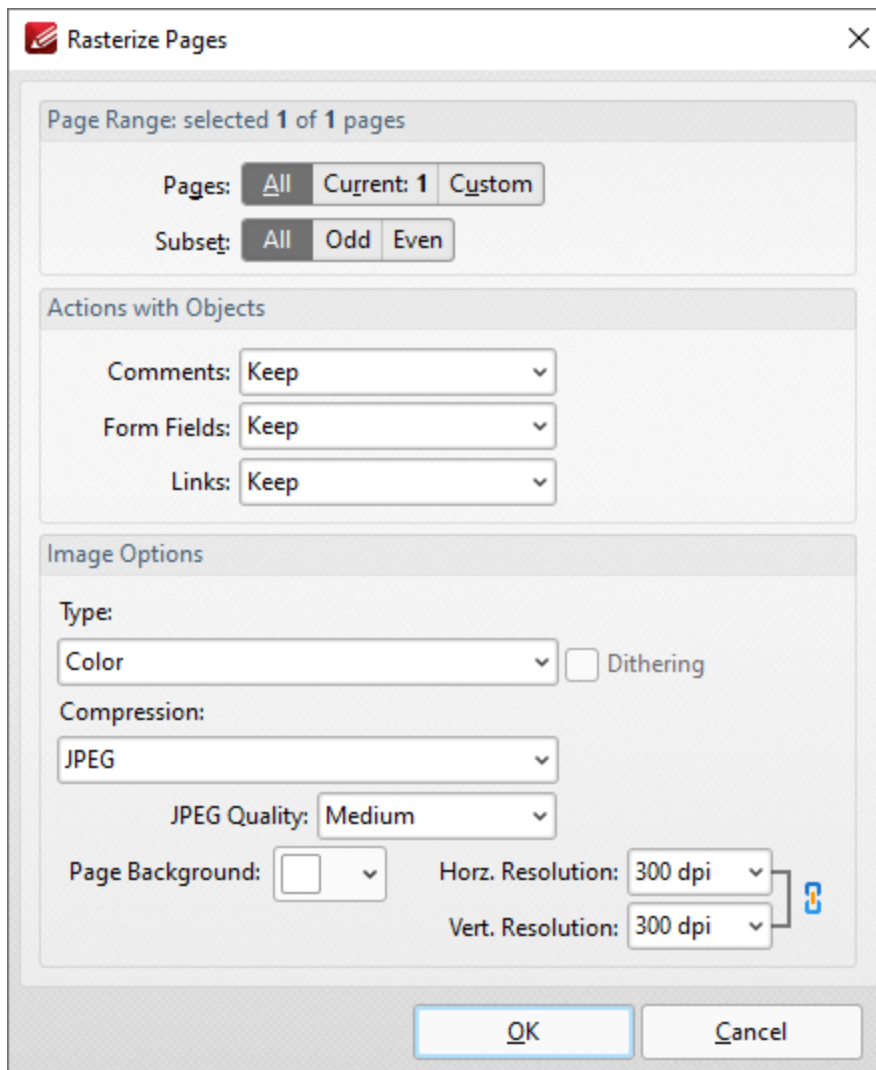 Rasterize Pages
Page Range: selected 1 of 1 pages
Pages: All Current: 1 Custom
Subset: All Odd Even
Actions with Objects
Comments: Keep
Form Fields: Keep
Links: Keep
Image Options
Type:
Color Dithering
Compression:
JPEG
JPEG Quality: Medium
Page Background: Horz. Resolution: 300 dpi
Vert. Resolution: 300 dpi
OK Cancel